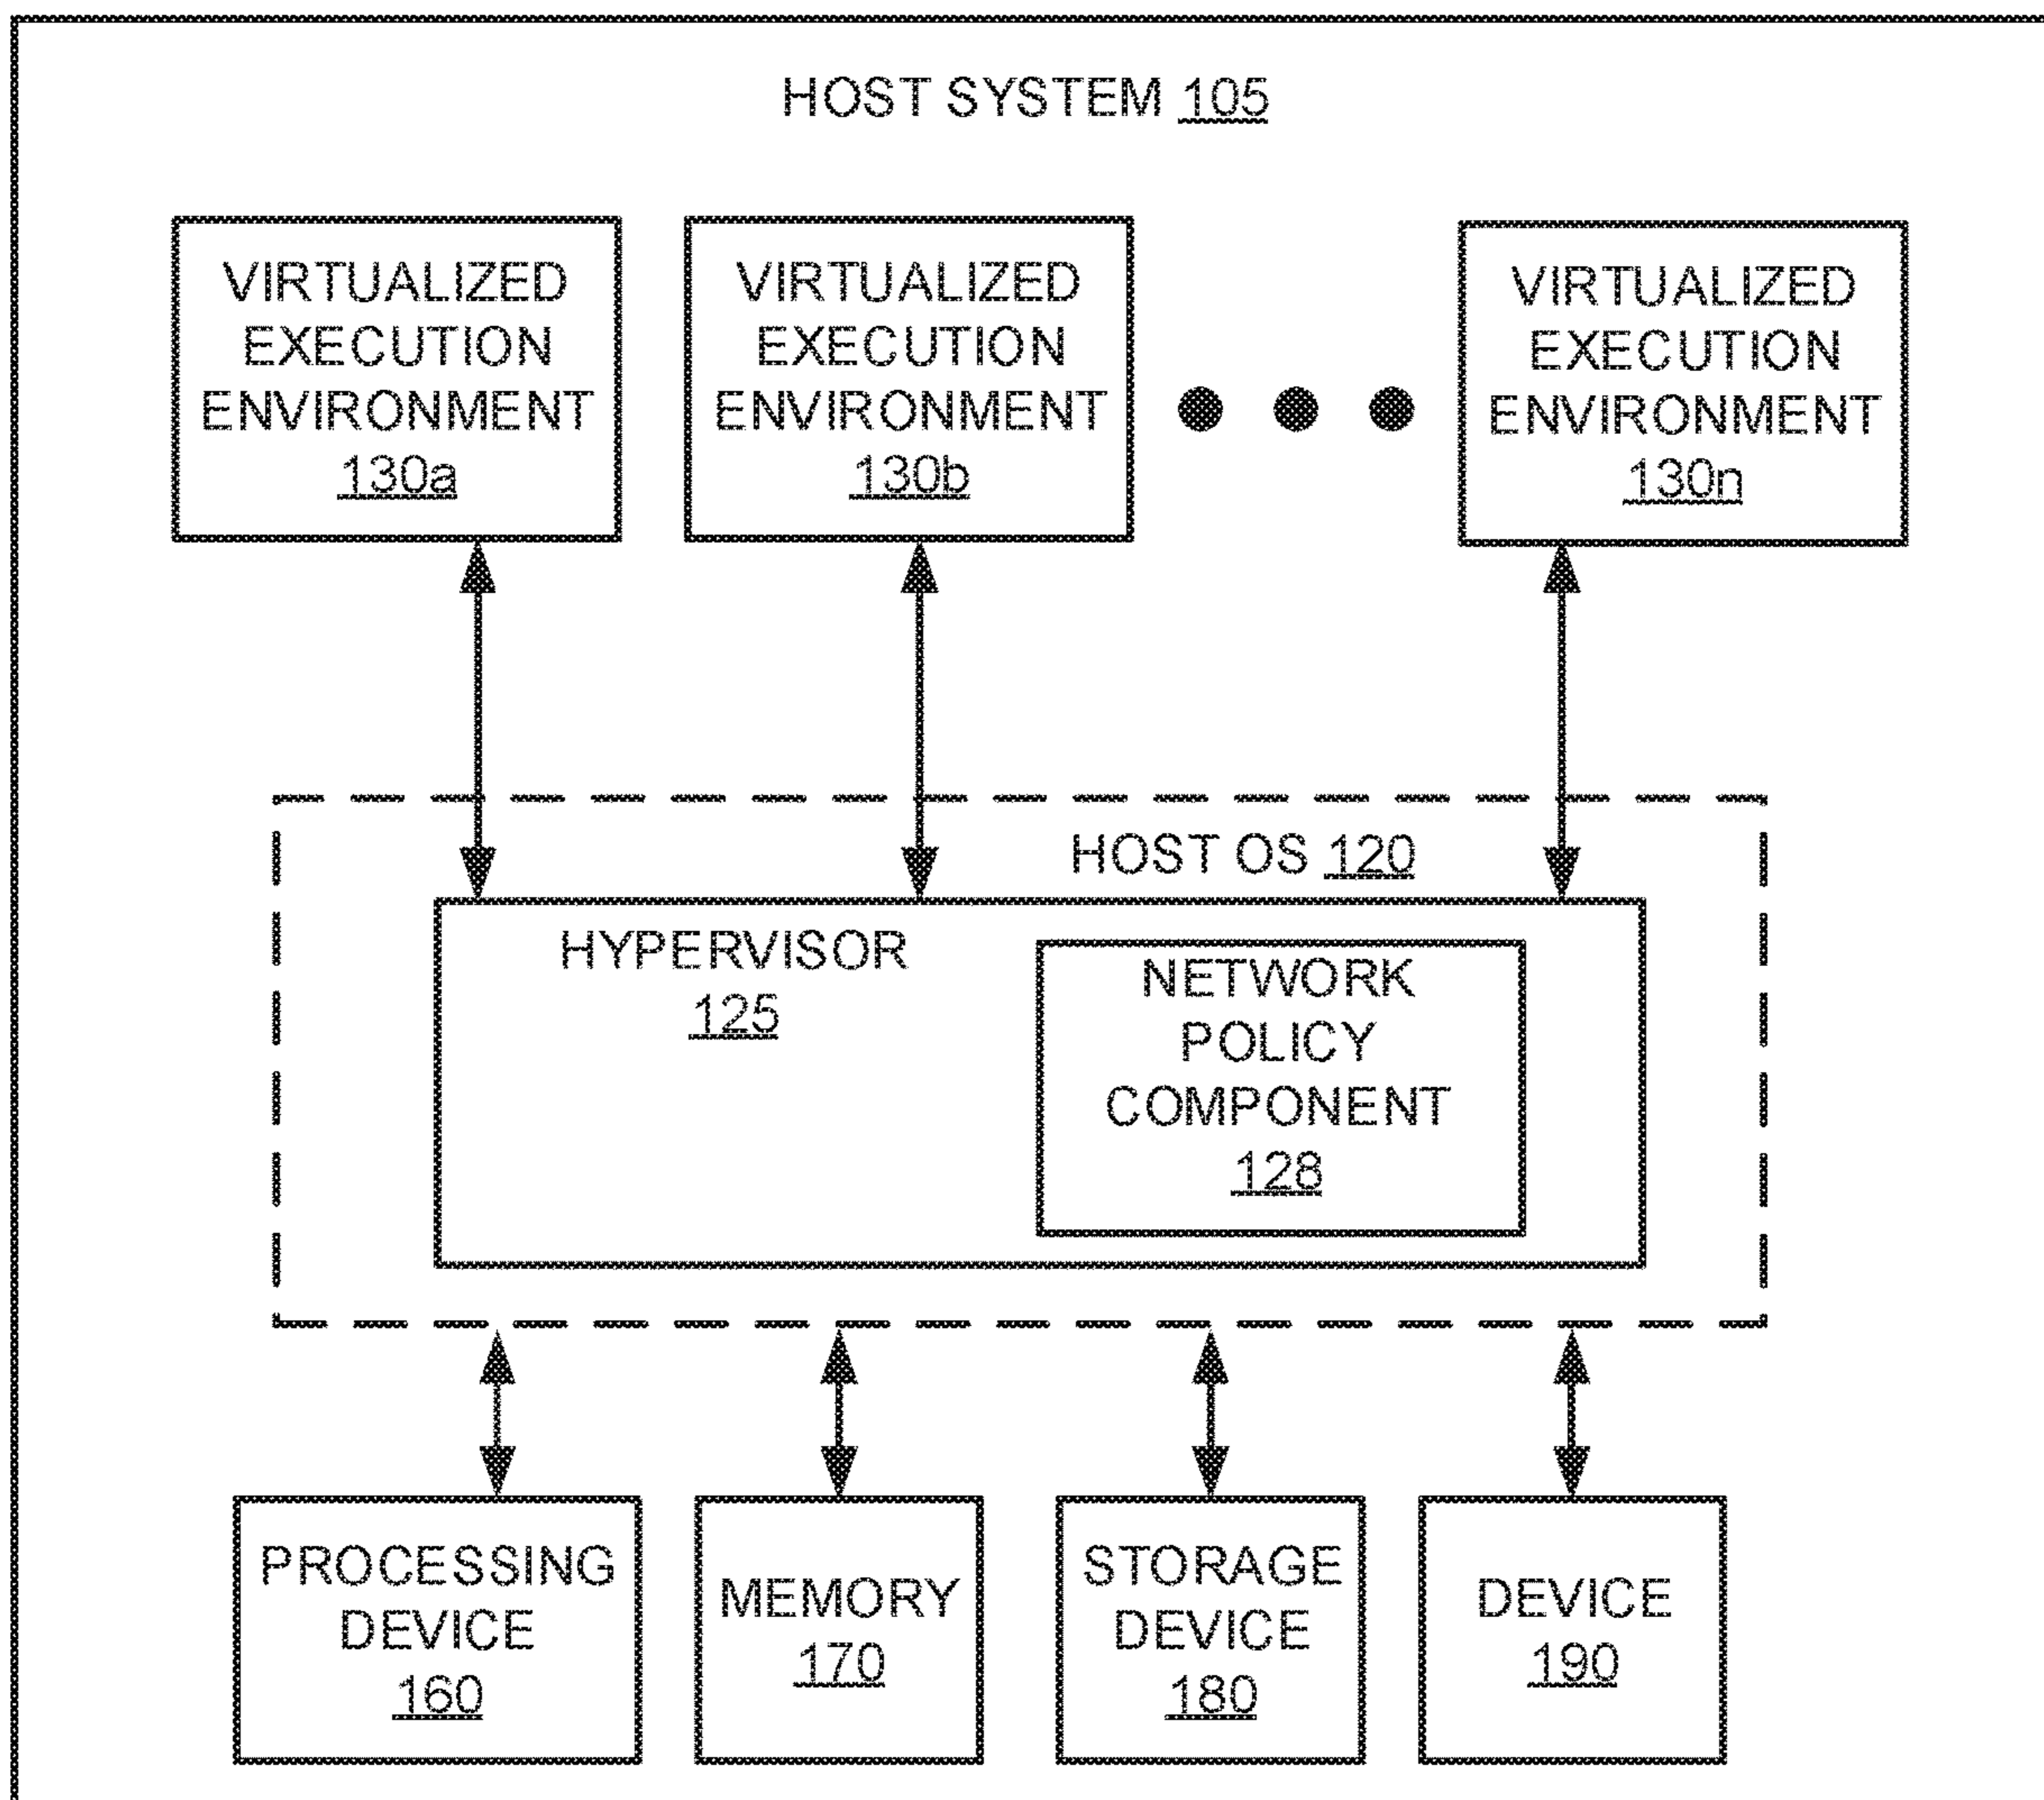 HOST SYSTEM 105
VIRTUALIZED
EXECUTION
ENVIRONMENT
130a
VIRTUALIZED
EXECUTION
ENVIRONMENT
130b
VIRTUALIZED
EXECUTION
ENVIRONMENT
130n
HOST OS 120
HYPERVISOR
125
NETWORK
POLICY
COMPONENT
128
PROCESSING
DEVICE
160
MEMORY
170
STORAGE
DEVICE
180
DEVICE
190